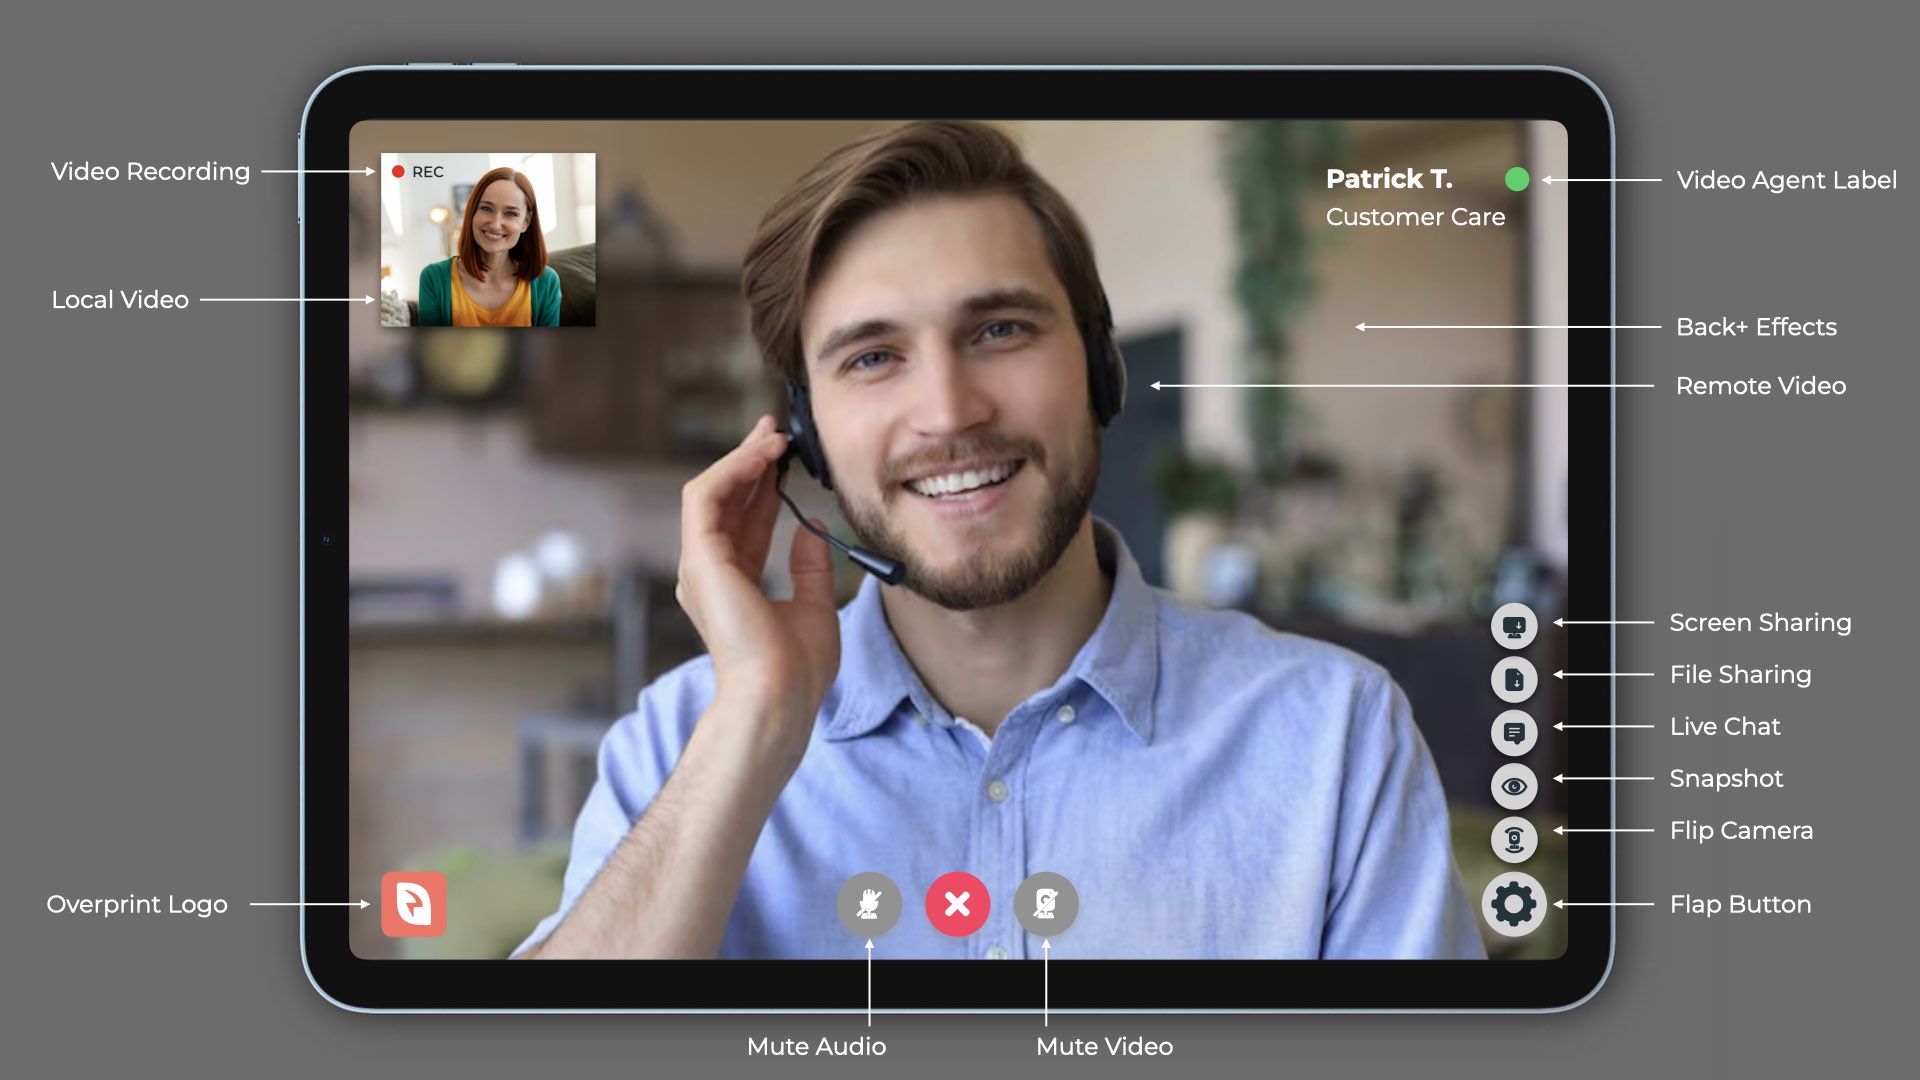 Video Recording
REC
Local Video
Patrick T.
Customer Care
Video Agent Label
Back+ Effects
Remote Video
Screen Sharing
File Sharing
Live Chat
Snapshot
Flip Camera
Flap Button
Overprint Logo
Mute Audio
Mute Video